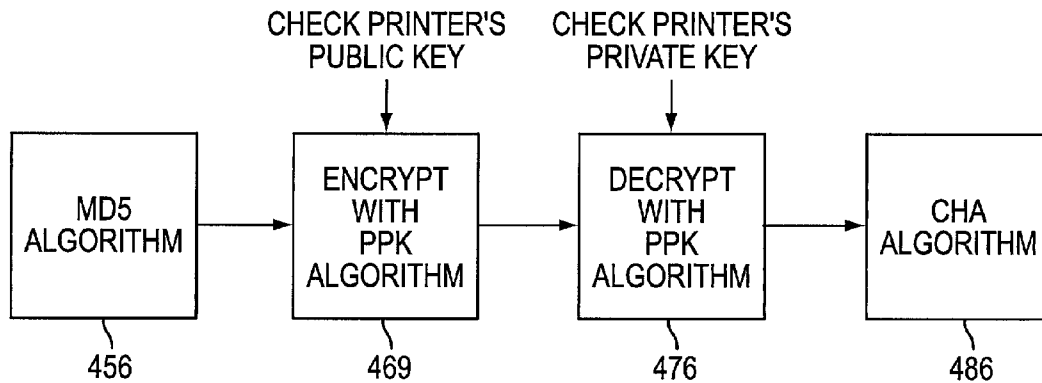 CHECK PRINTER'S
PUBLIC KEY
CHECK PRINTER'S
PRIVATE KEY
MD5
ALGORITHM
ENCRYPT
WITH
PPK
ALGORITHM
DECRYPT
WITH
PPK
ALGORITHM
CHA
ALGORITHM
456
469
476
486